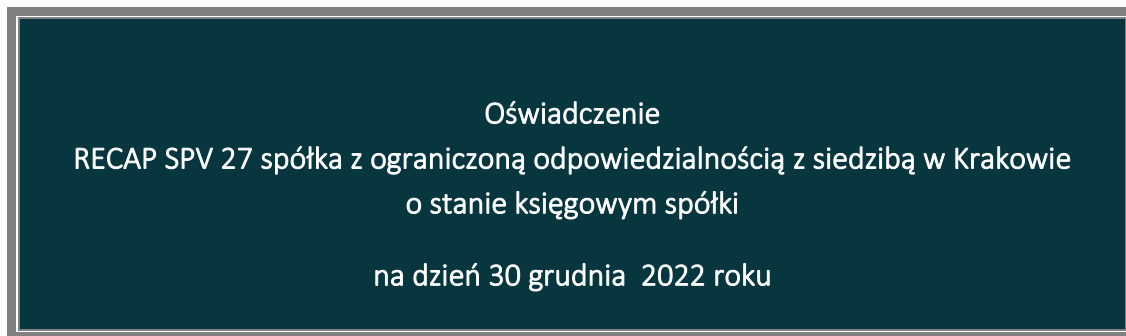 Oświadczenie
RECAP SPV 27 spółka z ograniczoną odpowiedzialnością z siedzibą w Krakowie
o stanie księgowym spółki
na dzień 30 grudnia  2022 roku